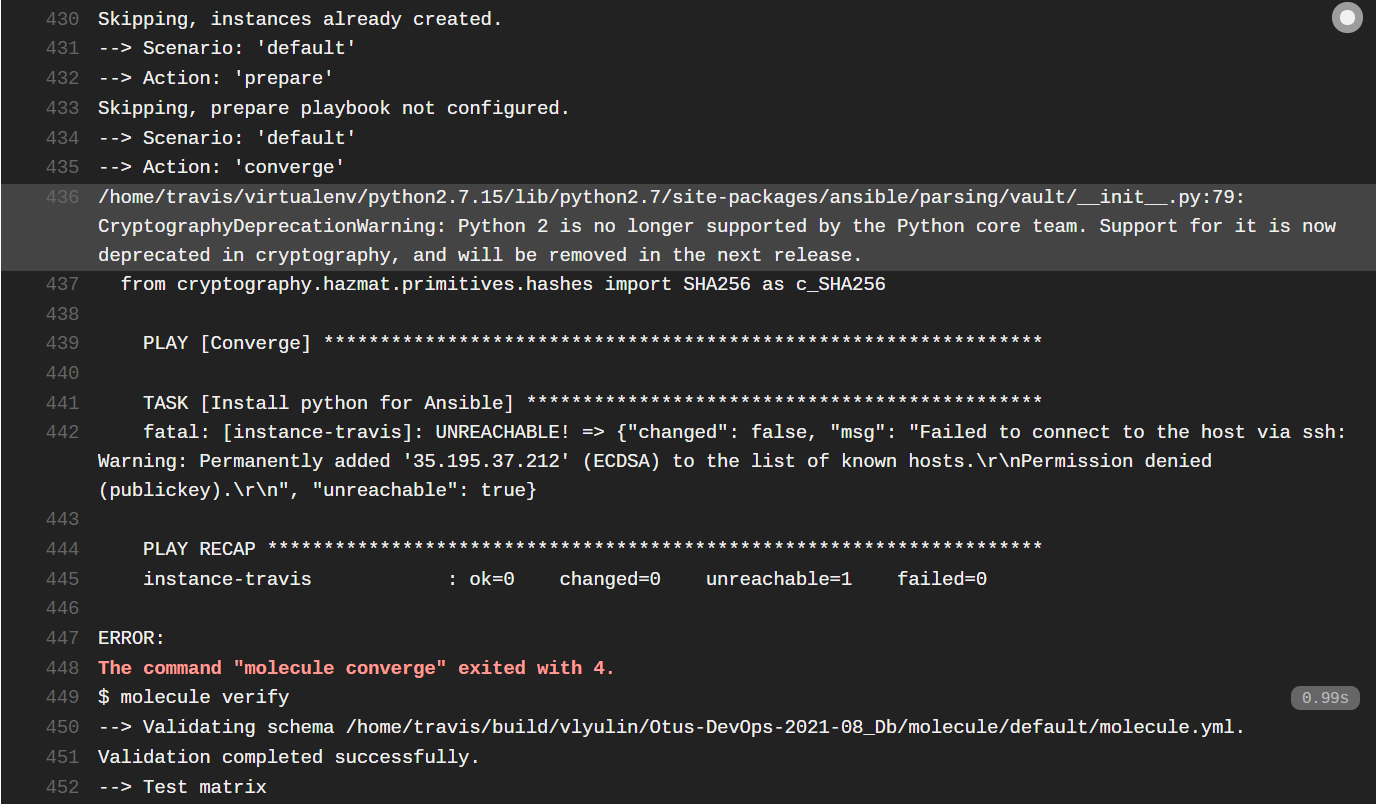 430 Skipping, instances already created.
431 --> Scenario: 'default'
432 --> Action: 'prepare'
433 Skipping, prepare playbook not configured.
434 --> Scenario: 'default'
435 --> Action: 'converge'
436 /home/travis/virtualenv/python2.7.15/lib/python2.7/site-packages/ansible/parsing/vault/__init__.py:79:
CryptographyDeprecationWarning: Python 2 is no longer supported by the Python core team. Support for it is now
deprecated in cryptography, and will be removed in the next release.
437   from cryptography.hazmat.primitives.hashes import SHA256 as c_SHA256
438
439     PLAY [Converge] ****************************************************************
440
441     TASK [Install python for Ansible] **********************************************
442     fatal: [instance-travis]: UNREACHABLE! => {"changed": false, "msg": "Failed to connect to the host via ssh:
Warning: Permanently added '35.195.37.212' (ECDSA) to the list of known hosts.\r\nPermission denied
(publickey).\r\n", "unreachable": true}
443
444     PLAY RECAP *********************************************************************
445     instance-travis            : ok=0    changed=0    unreachable=1    failed=0
446
447 ERROR:
448 The command "molecule converge" exited with 4.
449 $ molecule verify 0.99s
450 --> Validating schema /home/travis/build/vlyulin/Otus-DevOps-2021-08_Db/molecule/default/molecule.yml.
451 Validation completed successfully.
452 --> Test matrix